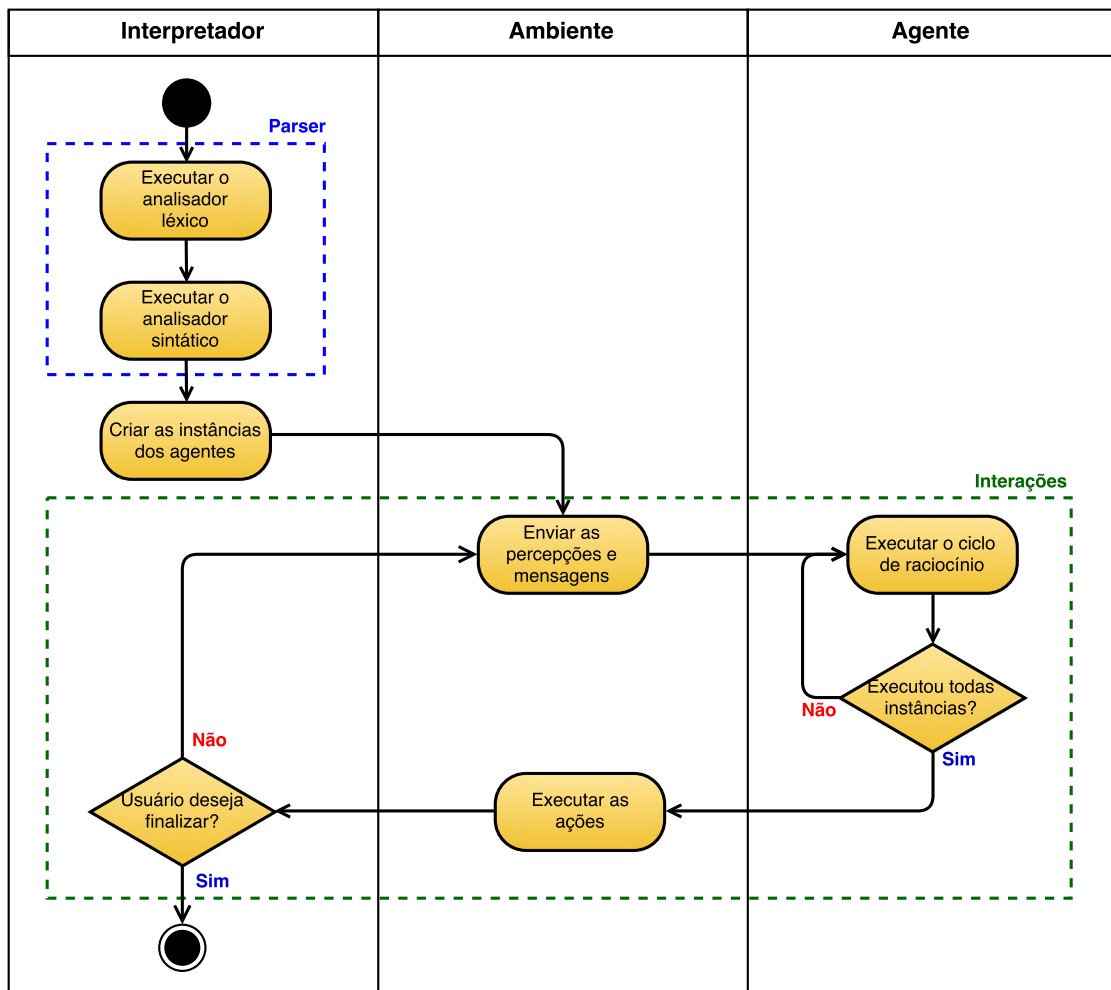 Interpretador
Ambiente
Agente
Parser
Executar o
analisador
léxico
Executar o
analisador
sintático
Criar as instâncias
dos agentes
Interações
Enviar as
percepções e
mensagens
Executar o ciclo
de raciocínio
Executou todas
instâncias?
Não
Sim
Executar as
ações
Usuário deseja
finalizar?
Não
Sim